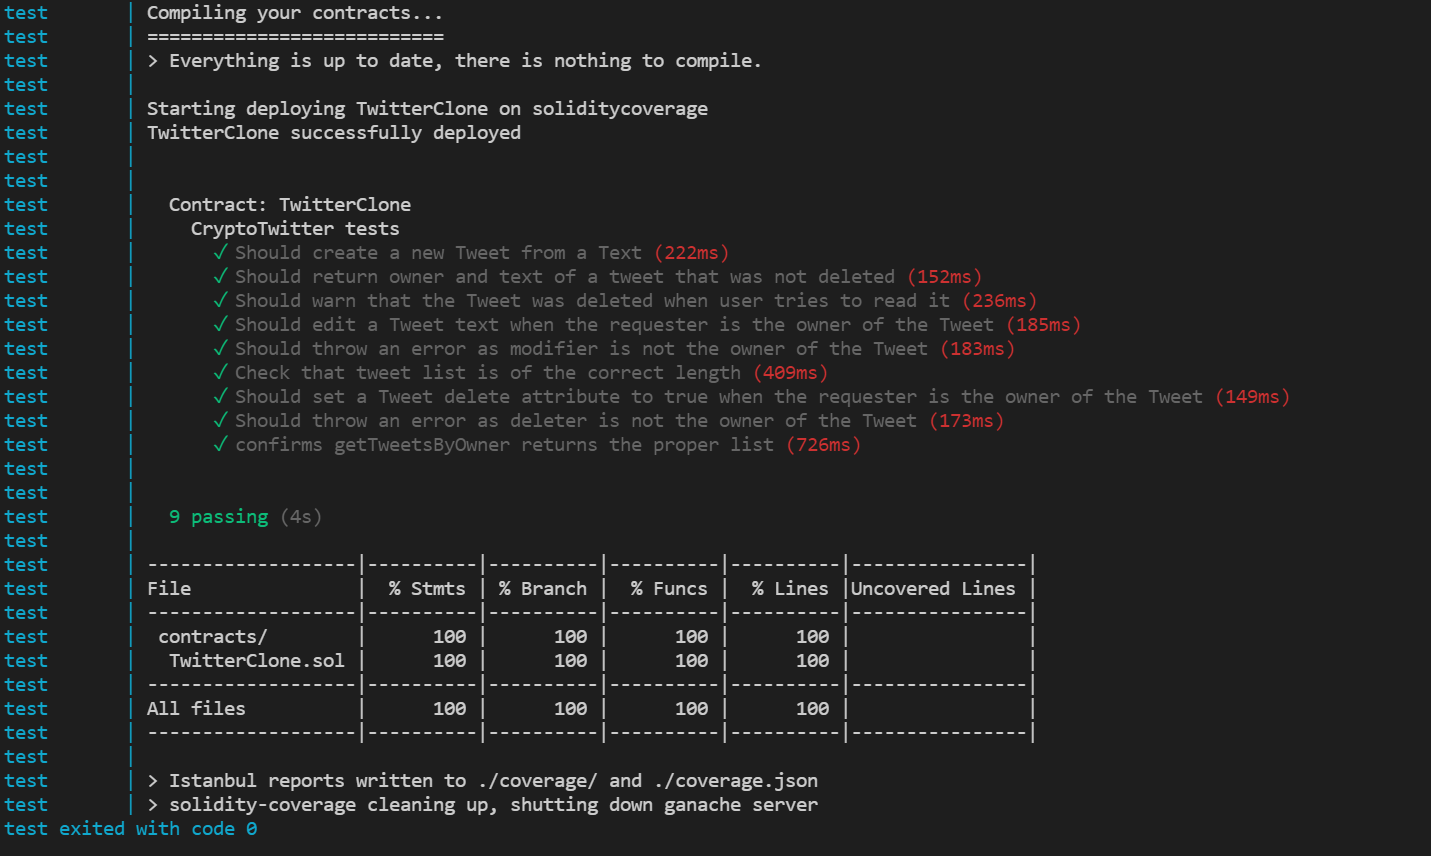 test | Compiling your contracts...
test | ===========================
test | > Everything is up to date, there is nothing to compile.
test |
test | Starting deploying TwitterClone on soliditycoverage
test | TwitterClone successfully deployed
test |
test |
test | Contract: TwitterClone
test | CryptoTwitter tests
test | ✓ Should create a new Tweet from a Text (222ms)
test | ✓ Should return owner and text of a tweet that was not deleted (152ms)
test | ✓ Should warn that the Tweet was deleted when user tries to read it (236ms)
test | ✓ Should edit a Tweet text when the requester is the owner of the Tweet (185ms)
test | ✓ Should throw an error as modifier is not the owner of the Tweet (183ms)
test | ✓ Check that tweet list is of the correct length (409ms)
test | ✓ Should set a Tweet delete attribute to true when the requester is the owner of the Tweet (149ms)
test | ✓ Should throw an error as deleter is not the owner of the Tweet (173ms)
test | ✓ confirms getTweetsByOwner returns the proper list (726ms)
test |
test |
test | 9 passing (4s)
test |
test | -------------------|----------|----------|----------|----------|----------------|
test | File               |  % Stmts | % Branch |  % Funcs |  % Lines |Uncovered Lines |
test | -------------------|----------|----------|----------|----------|----------------|
test |  contracts/        |      100 |      100 |      100 |      100 |                |
test |   TwitterClone.sol |      100 |      100 |      100 |      100 |                |
test | -------------------|----------|----------|----------|----------|----------------|
test | All files          |      100 |      100 |      100 |      100 |                |
test | -------------------|----------|----------|----------|----------|----------------|
test |
test | > Istanbul reports written to ./coverage/ and ./coverage.json
test | > solidity-coverage cleaning up, shutting down ganache server
test exited with code 0